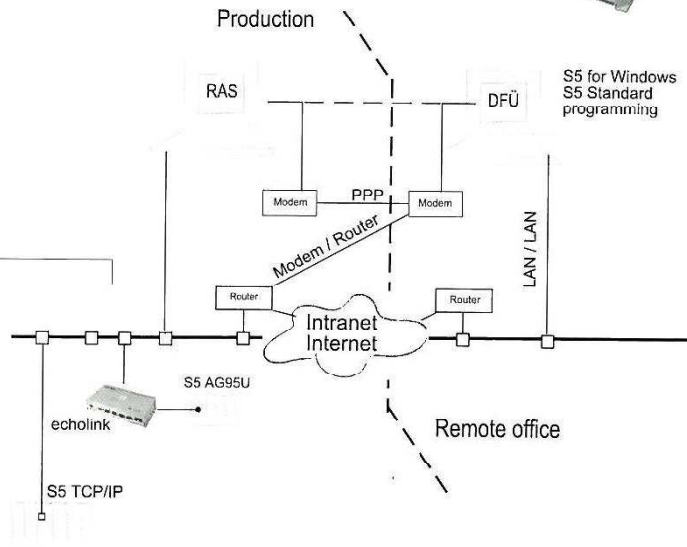 Production
RAS
DFÜ
S5 for Windows
S5 Standard
programming
Modem
PPP
Modem
Modem / Router
LAN / LAN
Router
Router
Intranet
Internet
S5 AG95U
echolink
Remote office
S5 TCP/IP